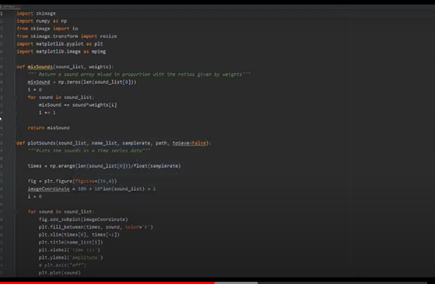 import skimage
import numpy as np
from skimage import io
from skimage.transform import resize
import matplotlib.pyplot as plt
import matplotlib.image as mpimg
def mixSounds(sound_list, weights):
""" Return a sound array mixed in proportion with the ratios given by weights"""
mixSound = np.zeros(len(sound_list[0]))
i = 0
for sound in sound_list:
mixSound += sound*weights[i]
i += 1
return mixSound
def plotSounds(sound_list, name_list, samplerate, path, toSave=False):
"""Plots the sounds as a time series data"""
times = np.arange(len(sound_list[0]))/float(samplerate)
fig = plt.figure(figsize=(15,4))
imageCoordinate = 100 + 10*len(sound_list) + 1
i = 0
for sound in sound_list:
fig.add_subplot(imageCoordinate)
plt.fill_between(times, sound, color='k')
plt.xlim(times[0], times[-1])
plt.title(name_list[i])
plt.xlabel('time (s)')
plt.ylabel('amplitude')
# plt.axis("off")
plt.plot(sound)